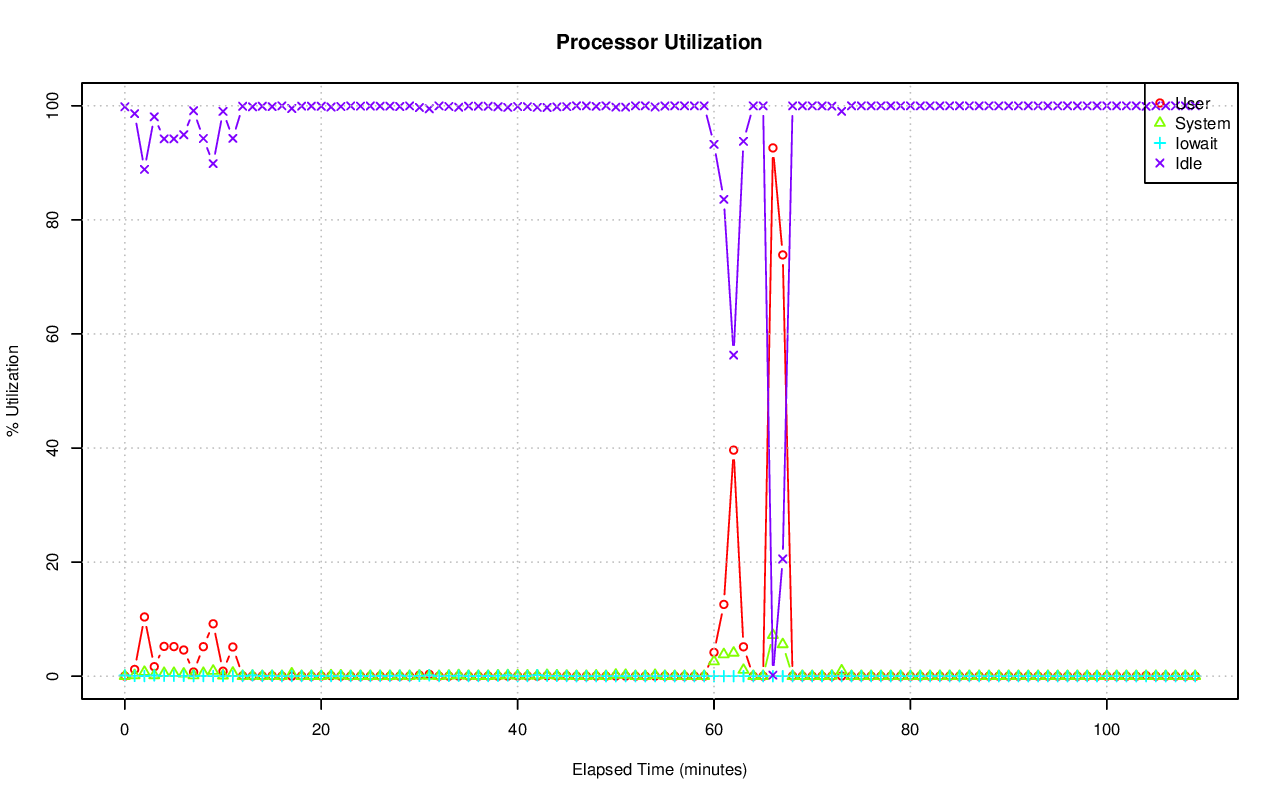 Processor Utilization
% Utilization
100
80
60
40
20
0
User
System
Iowait
Idle
0 20 40 60 80 100
Elapsed Time (minutes)